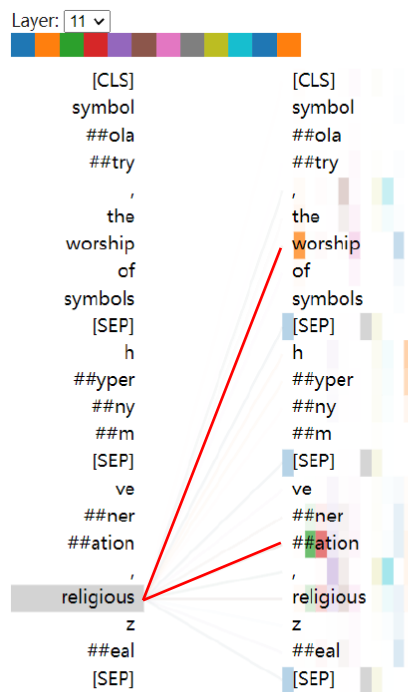 Layer: 11
[CLS] [CLS]
symbol symbol
##ola ##ola
##try ##try
, ,
the the
worship worship
of of
symbols symbols
[SEP] [SEP]
h h
##yper ##yper
##ny ##ny
##m ##m
[SEP] [SEP]
ve ve
##ner ##ner
##ation ##ation
, ,
religious religious
z z
##eal ##eal
[SEP] [SEP]